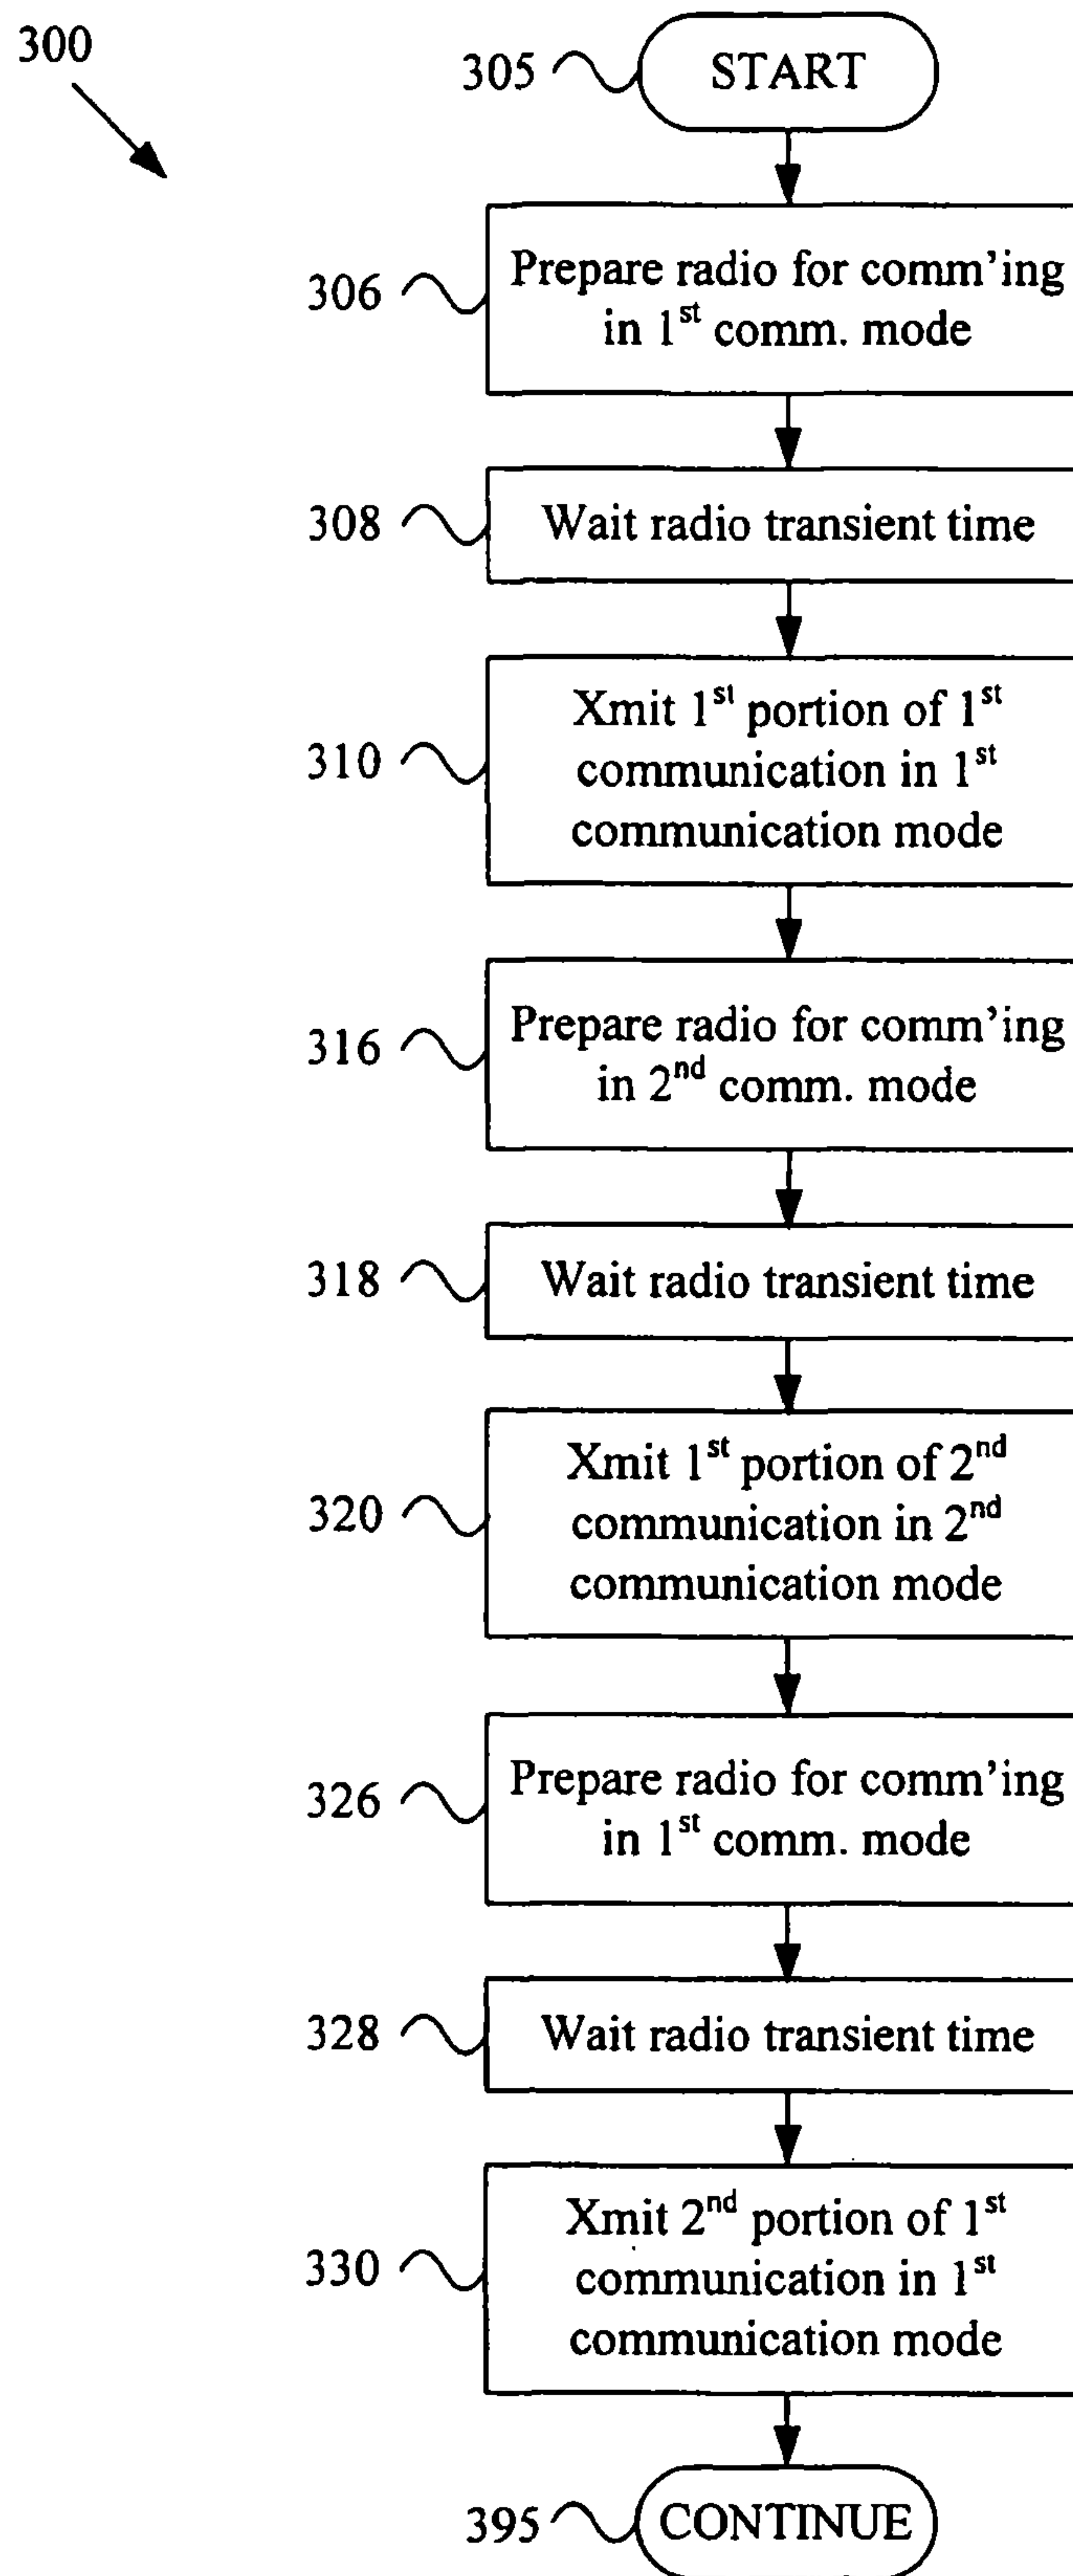 300
305
START
306
Prepare radio for comm'ing
in 1st comm. mode
308
Wait radio transient time
310
Xmit 1st portion of 1st
communication in 1st
communication mode
316
Prepare radio for comm'ing
in 2nd comm. mode
318
Wait radio transient time
320
Xmit 1st portion of 2nd
communication in 2nd
communication mode
326
Prepare radio for comm'ing
in 1st comm. mode
328
Wait radio transient time
330
Xmit 2nd portion of 1st
communication in 1st
communication mode
395
CONTINUE